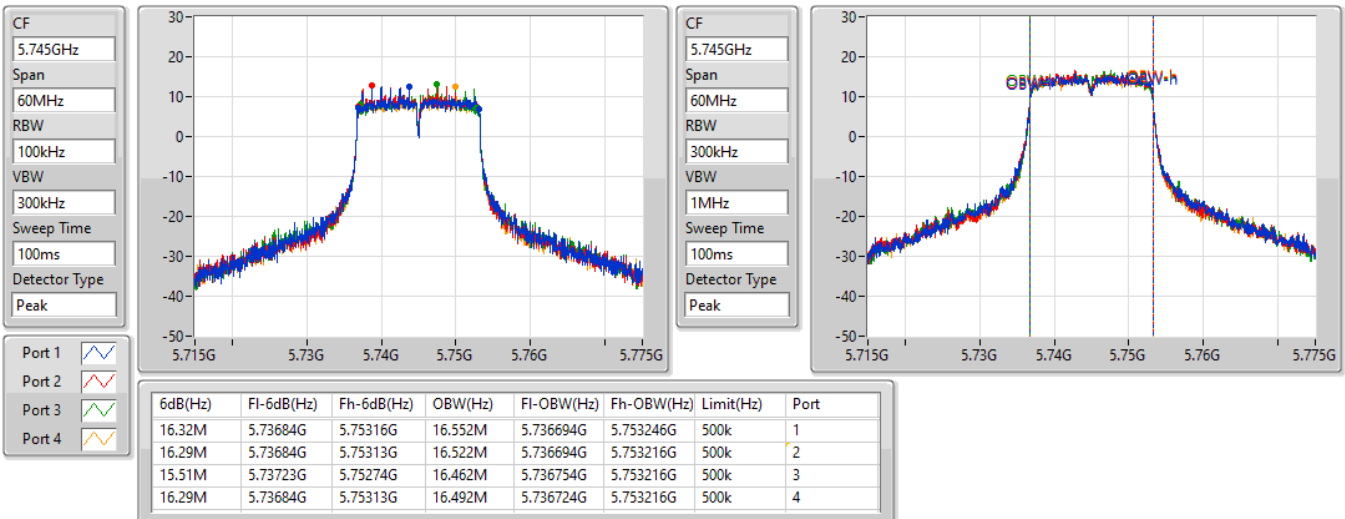 CF
5.745GHz
Span
60MHz
RBW
100kHz
VBW
300kHz
Sweep Time
100ms
Detector Type
Peak
30
20
10
0
-10
-20
-30
-40
-50
5.715G 5.73G 5.74G 5.75G 5.76G 5.775G
CF
5.745GHz
Span
60MHz
RBW
300kHz
VBW
1MHz
Sweep Time
100ms
Detector Type
Peak
30
20
10
0
-10
-20
-30
-40
-50
OBW-h
5.715G 5.73G 5.74G 5.75G 5.76G 5.775G
Port 1
Port 2
Port 3
Port 4
6dB(Hz) Fl-6dB(Hz) Fh-6dB(Hz) OBW(Hz) Fl-OBW(Hz) Fh-OBW(Hz) Limit(Hz) Port
16.32M 5.73684G 5.75316G 16.552M 5.736694G 5.753246G 500k 1
16.29M 5.73684G 5.75313G 16.522M 5.736694G 5.753216G 500k 2
15.51M 5.73723G 5.75274G 16.462M 5.736754G 5.753216G 500k 3
16.29M 5.73684G 5.75313G 16.492M 5.736724G 5.753216G 500k 4